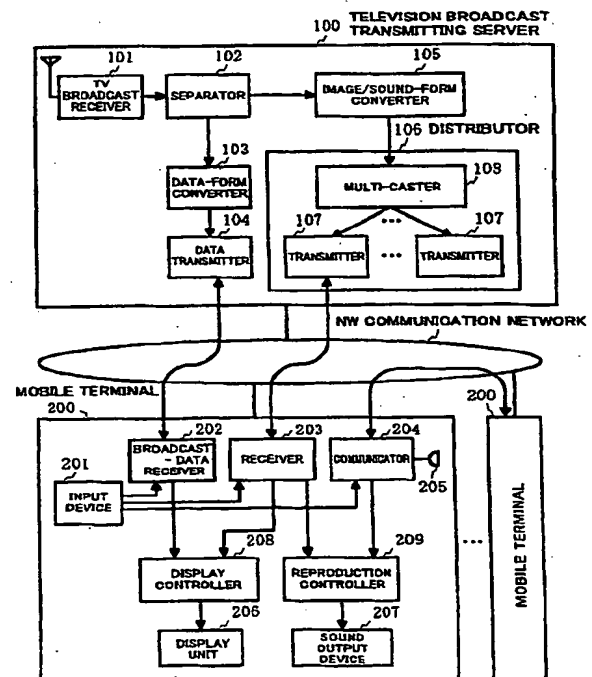 100 TELEVISION BROADCAST
TRANSMITTING SERVER
101
102
105
TV
BROADCAST
RECEIVER
SEPARATOR
IMAGE/SOUND-FORM
CONVERTER
106 DISTRIBUTOR
103
108
DATA-FORM
CONVERTER
MULTI-CASTER
104
107
...
107
DATA
TRANSMITTER
TRANSMITTER
...
TRANSMITTER
NW COMMUNICATION NETWORK
MOBILE TERMINAL
200
200
202
203
204
BROADCAST
-DATA
RECEIVER
RECEIVER
COMMUNICATOR
201
205
INPUT
DEVICE
208
209
...
DISPLAY
CONTROLLER
REPRODUCTION
CONTROLLER
MOBILE TERMINAL
206
207
DISPLAY
UNIT
SOUND
OUTPUT
DEVICE